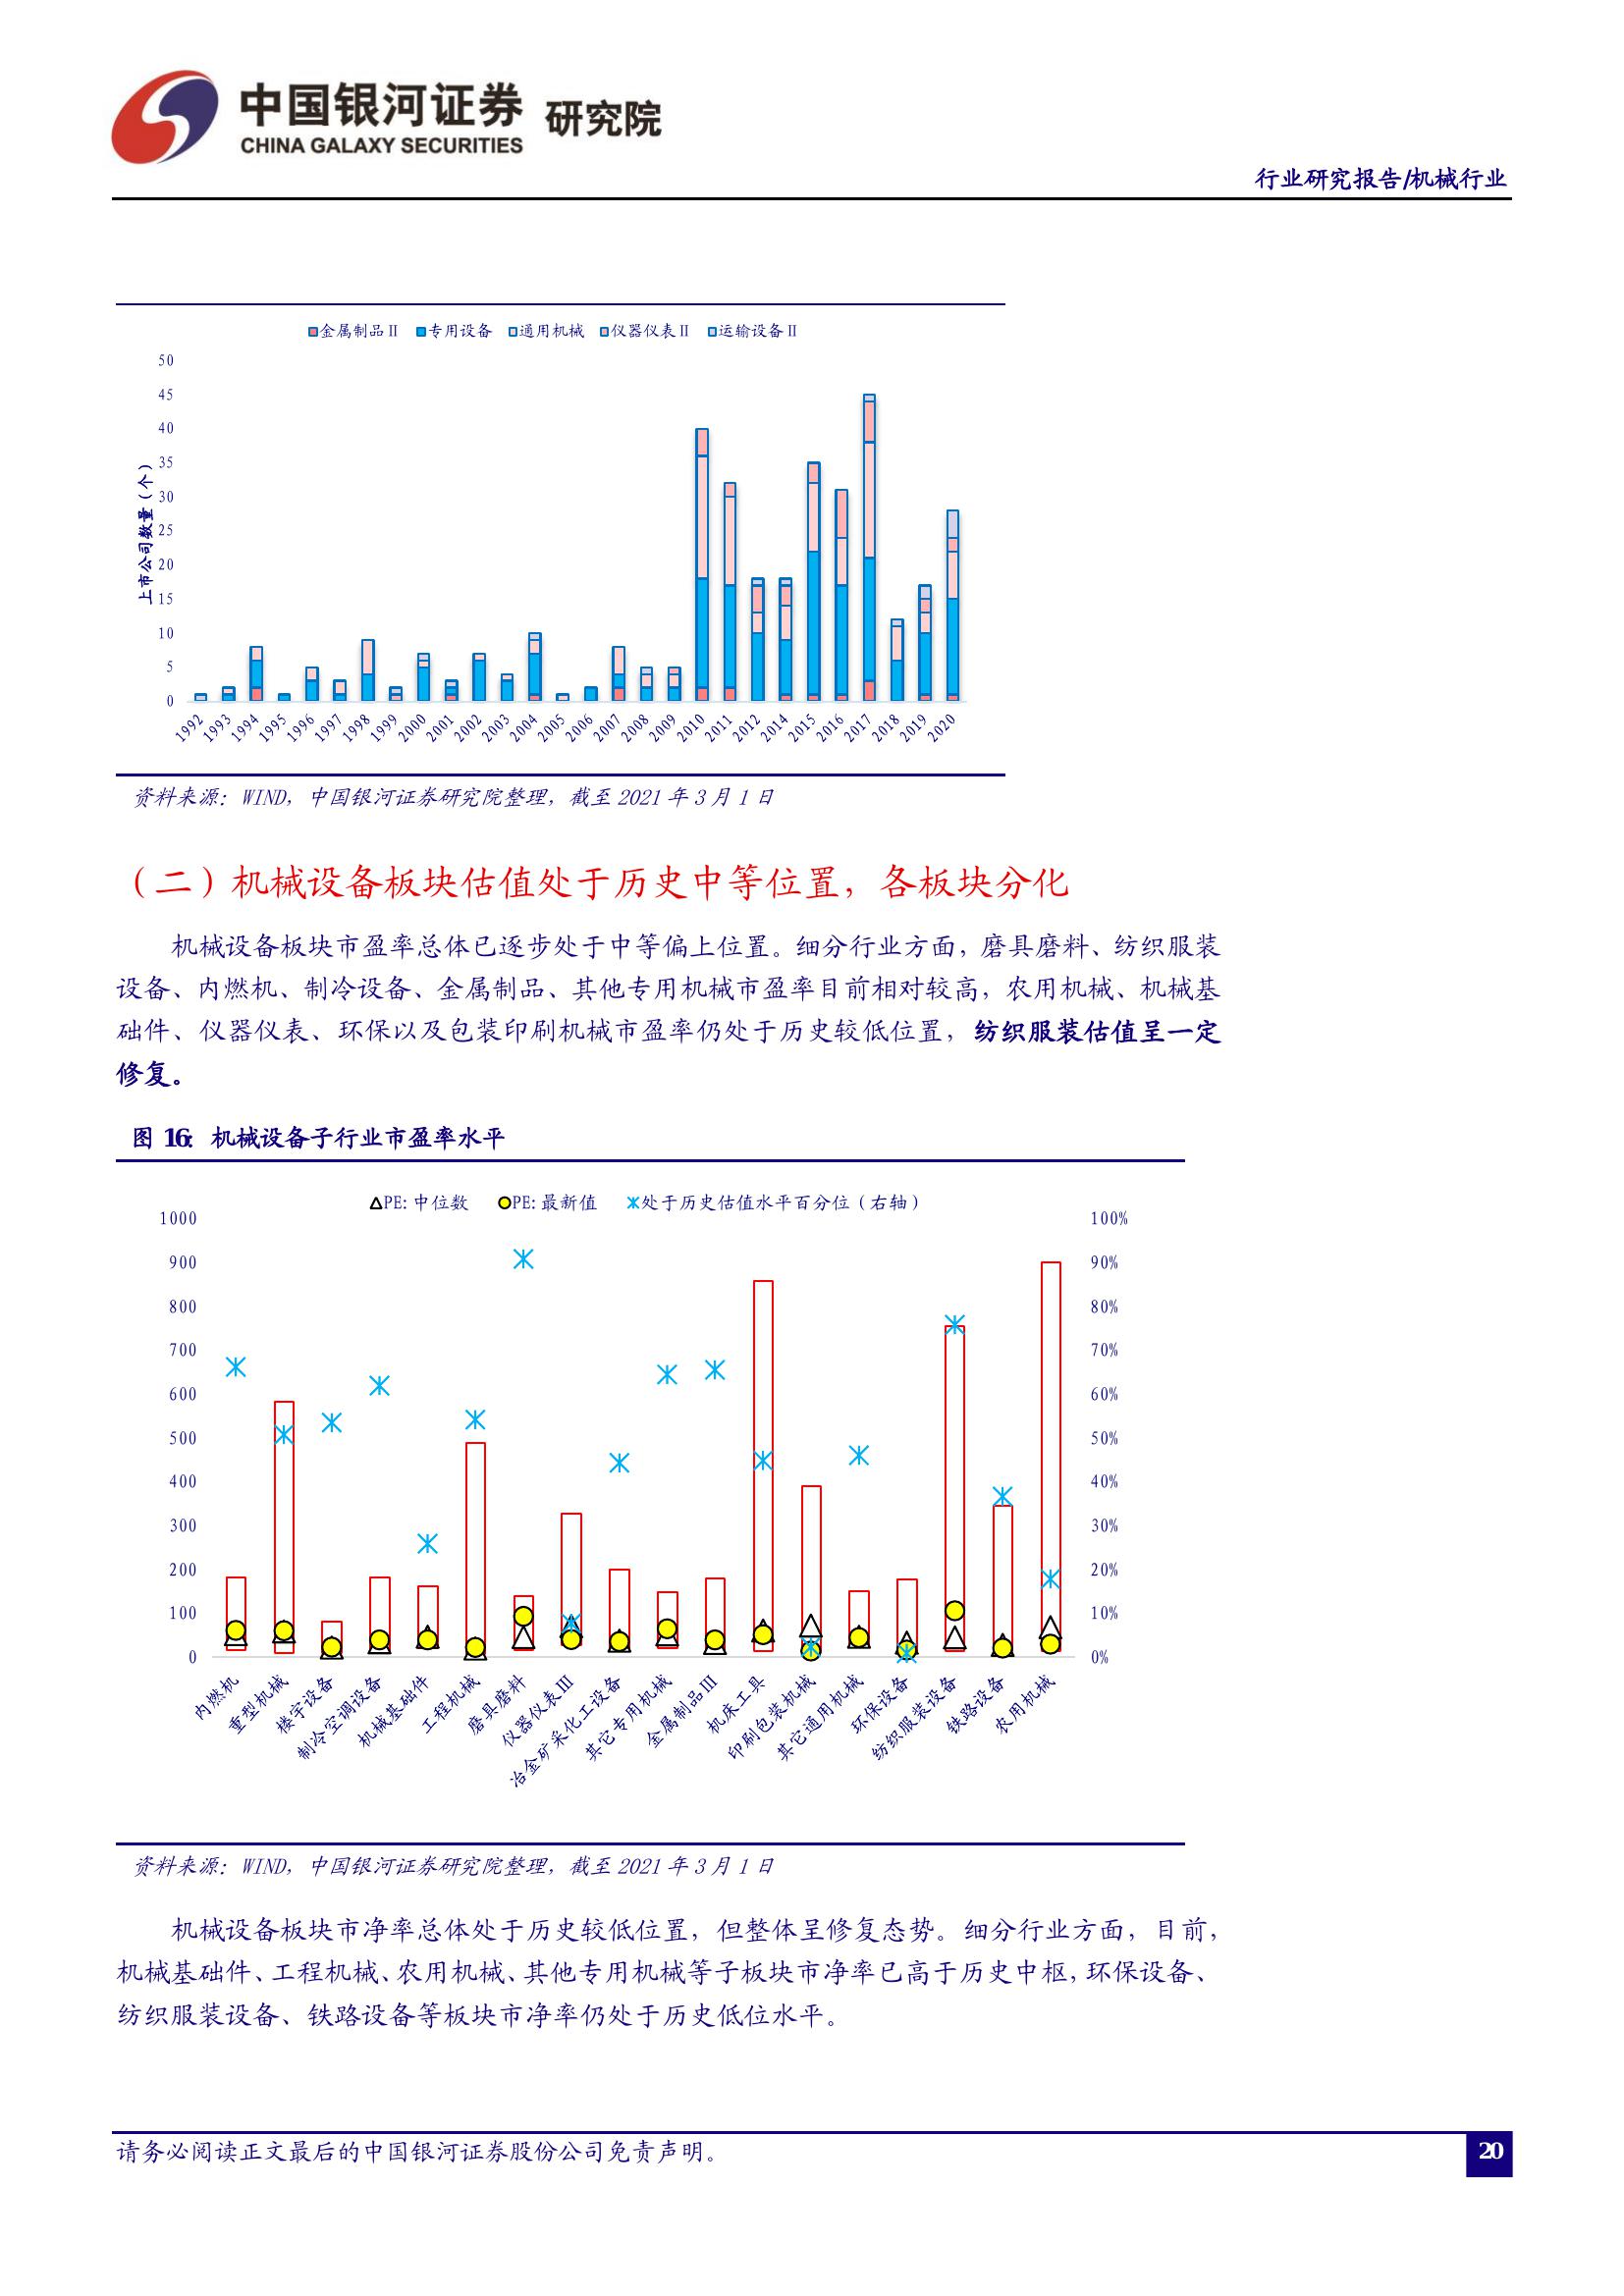 中国银河证券 研究院
CHINA GALAXY SECURITIES
行业研究报告/机械行业
金属制品Ⅱ 专用设备 通用机械 仪器仪表Ⅱ 运输设备Ⅱ
上市公司数量（个）
50
45
40
35
30
25
20
15
10
5
0
1992 1993 1994 1995 1996 1997 1998 1999 2000 2001 2002 2003 2004 2005 2006 2007 2008 2009 2010 2011 2012 2014 2015 2016 2017 2018 2019 2020
资料来源：WIND，中国银河证券研究院整理，截至 2021 年 3 月 1 日
（二）机械设备板块估值处于历史中等位置，各板块分化
机械设备板块市盈率总体已逐步处于中等偏上位置。细分行业方面，磨具磨料、纺织服装
设备、内燃机、制冷设备、金属制品、其他专用机械市盈率目前相对较高，农用机械、机械基
础件、仪器仪表、环保以及包装印刷机械市盈率仍处于历史较低位置，纺织服装估值呈一定
修复。
图 16：机械设备子行业市盈率水平
PE: 中位数 PE: 最新值 处于历史估值水平百分位（右轴）
1000 100%
900 90%
800 80%
700 70%
600 60%
500 50%
400 40%
300 30%
200 20%
100 10%
0 0%
内燃机 重型机械 楼宇设备 制冷空调设备 机械基础件 工程机械 磨具磨料 仪器仪表Ⅲ 冶金矿采化工设备 其它专用机械 金属制品Ⅲ 机床工具 印刷包装机械 其它通用机械 环保设备 纺织服装设备 铁路设备 农用机械
资料来源：WIND，中国银河证券研究院整理，截至 2021 年 3 月 1 日
机械设备板块市净率总体处于历史较低位置，但整体呈修复态势。细分行业方面，目前，
机械基础件、工程机械、农用机械、其他专用机械等子板块市净率已高于历史中枢，环保设备、
纺织服装设备、铁路设备等板块市净率仍处于历史低位水平。
请务必阅读正文最后的中国银河证券股份公司免责声明。
20